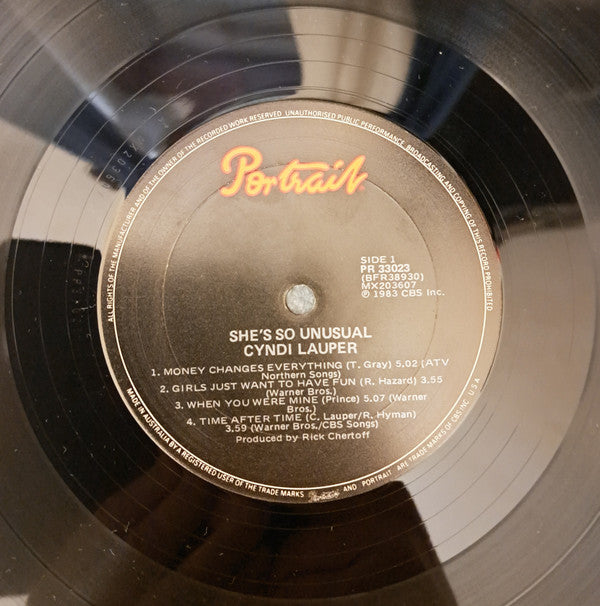 ALL RIGHTS OF THE MANUFACTURER AND OF THE OWNER OF THE RECORDED WORK RESERVED. UNAUTHORISED PUBLIC PERFORMANCE, BROADCASTING AND COPYING OF THIS RECORD PROHIBITED
Portrait
SIDE 1
PR 33023
(BFR38930)
MX203607
℗ 1983 CBS Inc.
SHE'S SO UNUSUAL
CYNDI LAUPER
1. MONEY CHANGES EVERYTHING (T. Gray) 5.02 (ATV
Northern Songs)
2. GIRLS JUST WANT TO HAVE FUN (R. Hazard) 3.55
(Warner Bros.)
3. WHEN YOU WERE MINE (Prince) 5.07 (Warner
Bros.)
4. TIME AFTER TIME (C. Lauper/R. Hyman)
3.59 (Warner Bros./CBS Songs)
Produced by Rick Chertoff
MADE IN AUSTRALIA BY A REGISTERED USER OF THE TRADE MARKS Portrait AND PORTRAIT ARE TRADE MARKS OF CBS INC. U.S.A